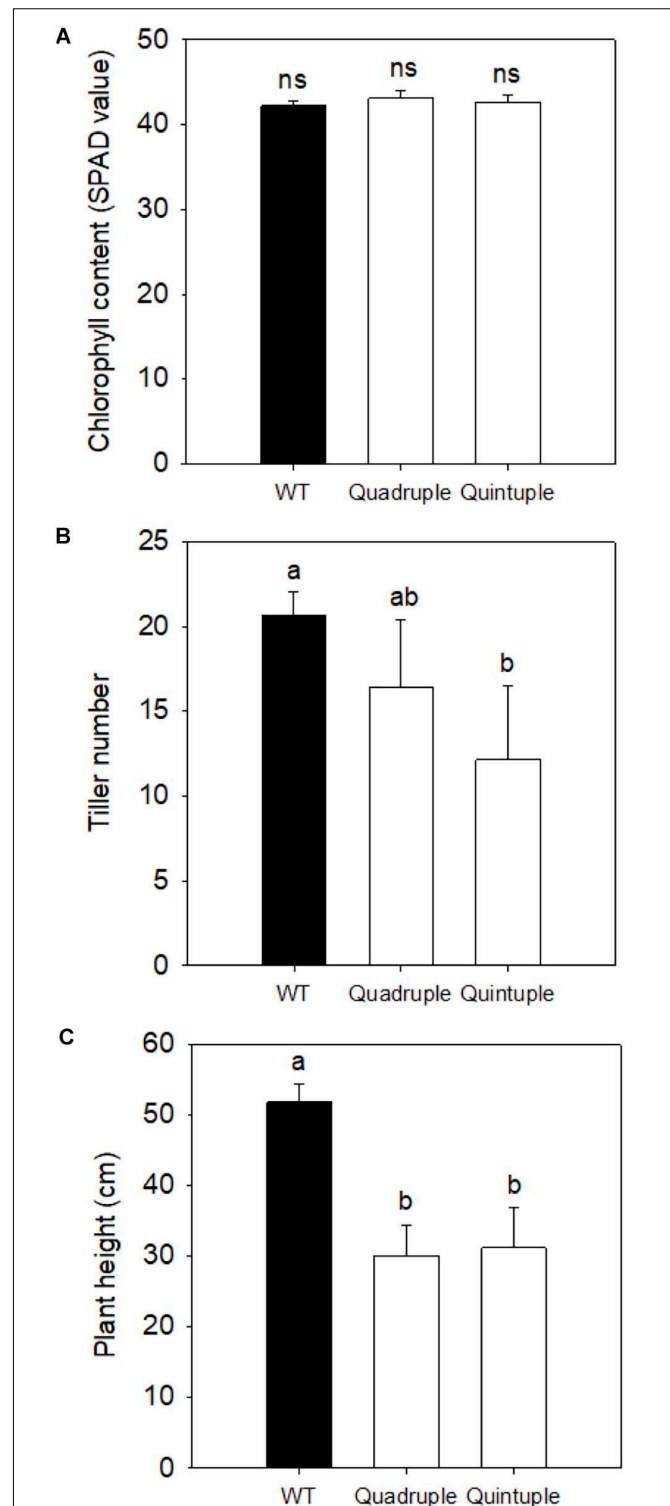 A
Chlorophyll content (SPAD value)
50
40
30
20
10
0
ns
ns
ns
WT
Quadruple
Quintuple
B
Tiller number
25
20
15
10
5
0
a
ab
b
WT
Quadruple
Quintuple
C
Plant height (cm)
60
50
40
30
20
10
0
a
b
b
WT
Quadruple
Quintuple